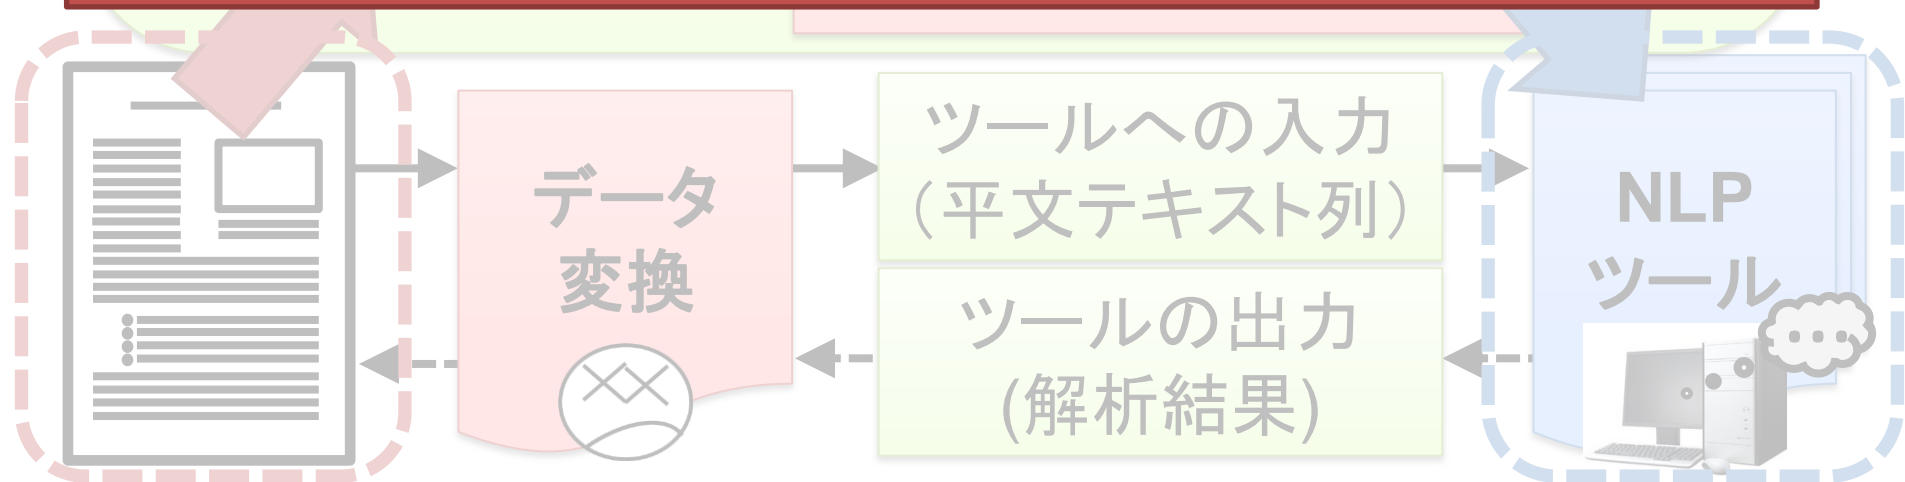 データ
変換
ツールへの入力
（平文テキスト列）
ツールの出力
(解析結果)
NLP
ツール